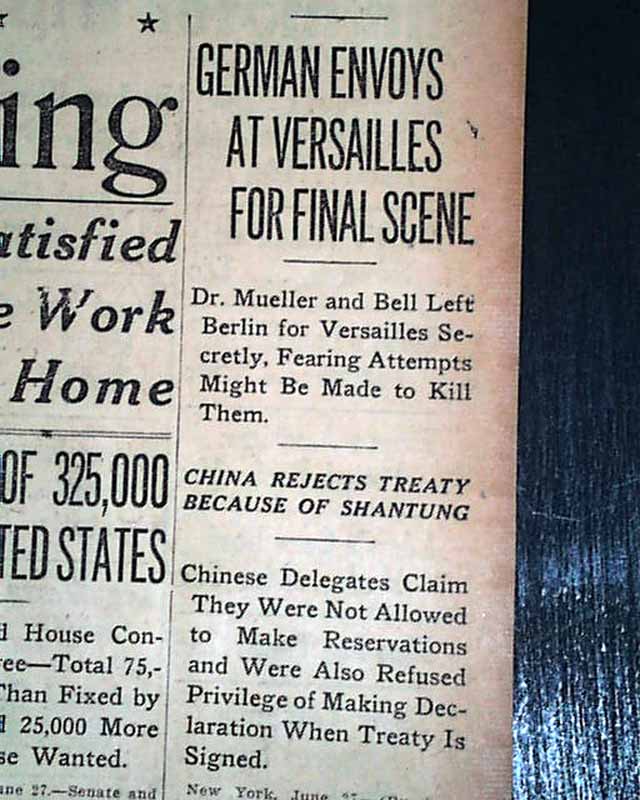 ing
atisfied
e Work
Home
OF 325,000
TED STATES
d House Con-
ee—Total 75,-
Than Fixed by
d 25,000 More
se Wanted.
une 27.—Senate and
GERMAN ENVOYS
AT VERSAILLES
FOR FINAL SCENE
Dr. Mueller and Bell Left
Berlin for Versailles Se-
cretly, Fearing Attempts
Might Be Made to Kill
Them.
CHINA REJECTS TREATY
BECAUSE OF SHANTUNG
Chinese Delegates Claim
They Were Not Allowed
to Make Reservations
and Were Also Refused
Privilege of Making Dec-
laration When Treaty Is
Signed.
New York, June